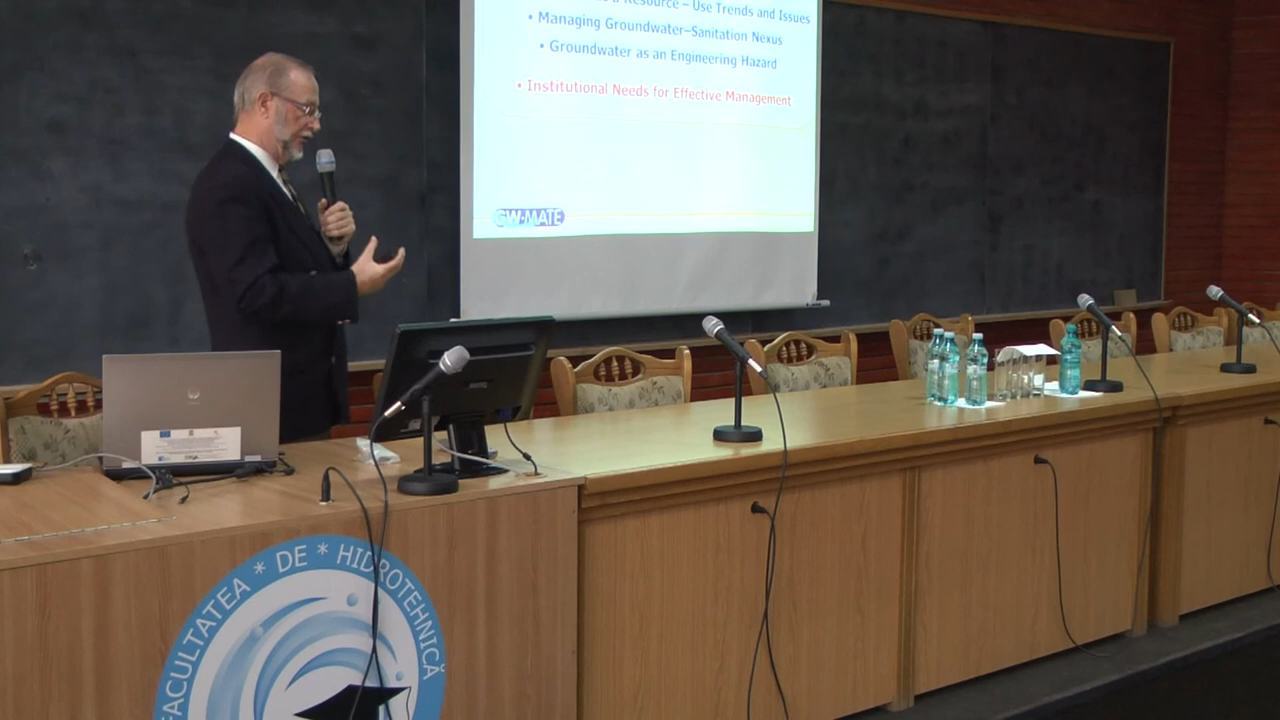 a Resource – Use Trends and Issues
• Managing Groundwater–Sanitation Nexus
• Groundwater as an Engineering Hazard
• Institutional Needs for Effective Management
GW•MATE
FACULTATEA * DE * HIDROTEHNICĂ